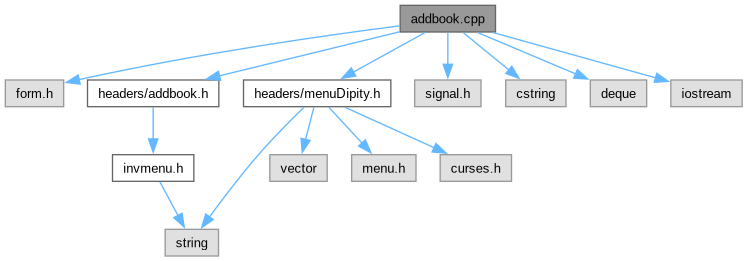 addbook.cpp
form.h
headers/addbook.h
headers/menuDipity.h
signal.h
cstring
deque
iostream
invmenu.h
vector
menu.h
curses.h
string